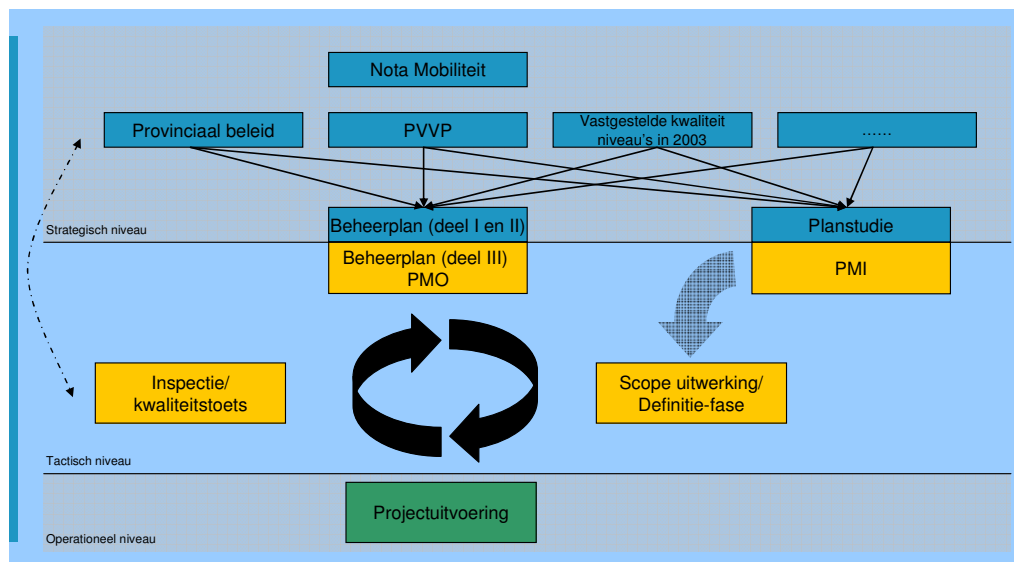 Nota Mobiliteit
Provinciaal beleid
PVVP
Vastgestelde kwaliteit
niveau's in 2003
......
Beheerplan (deel I en II)
Planstudie
Strategisch niveau
Beheerplan (deel III)
PMO
PMI
Inspectie/
kwaliteitstoets
Scope uitwerking/
Definitie-fase
Tactisch niveau
Projectuitvoering
Operationeel niveau